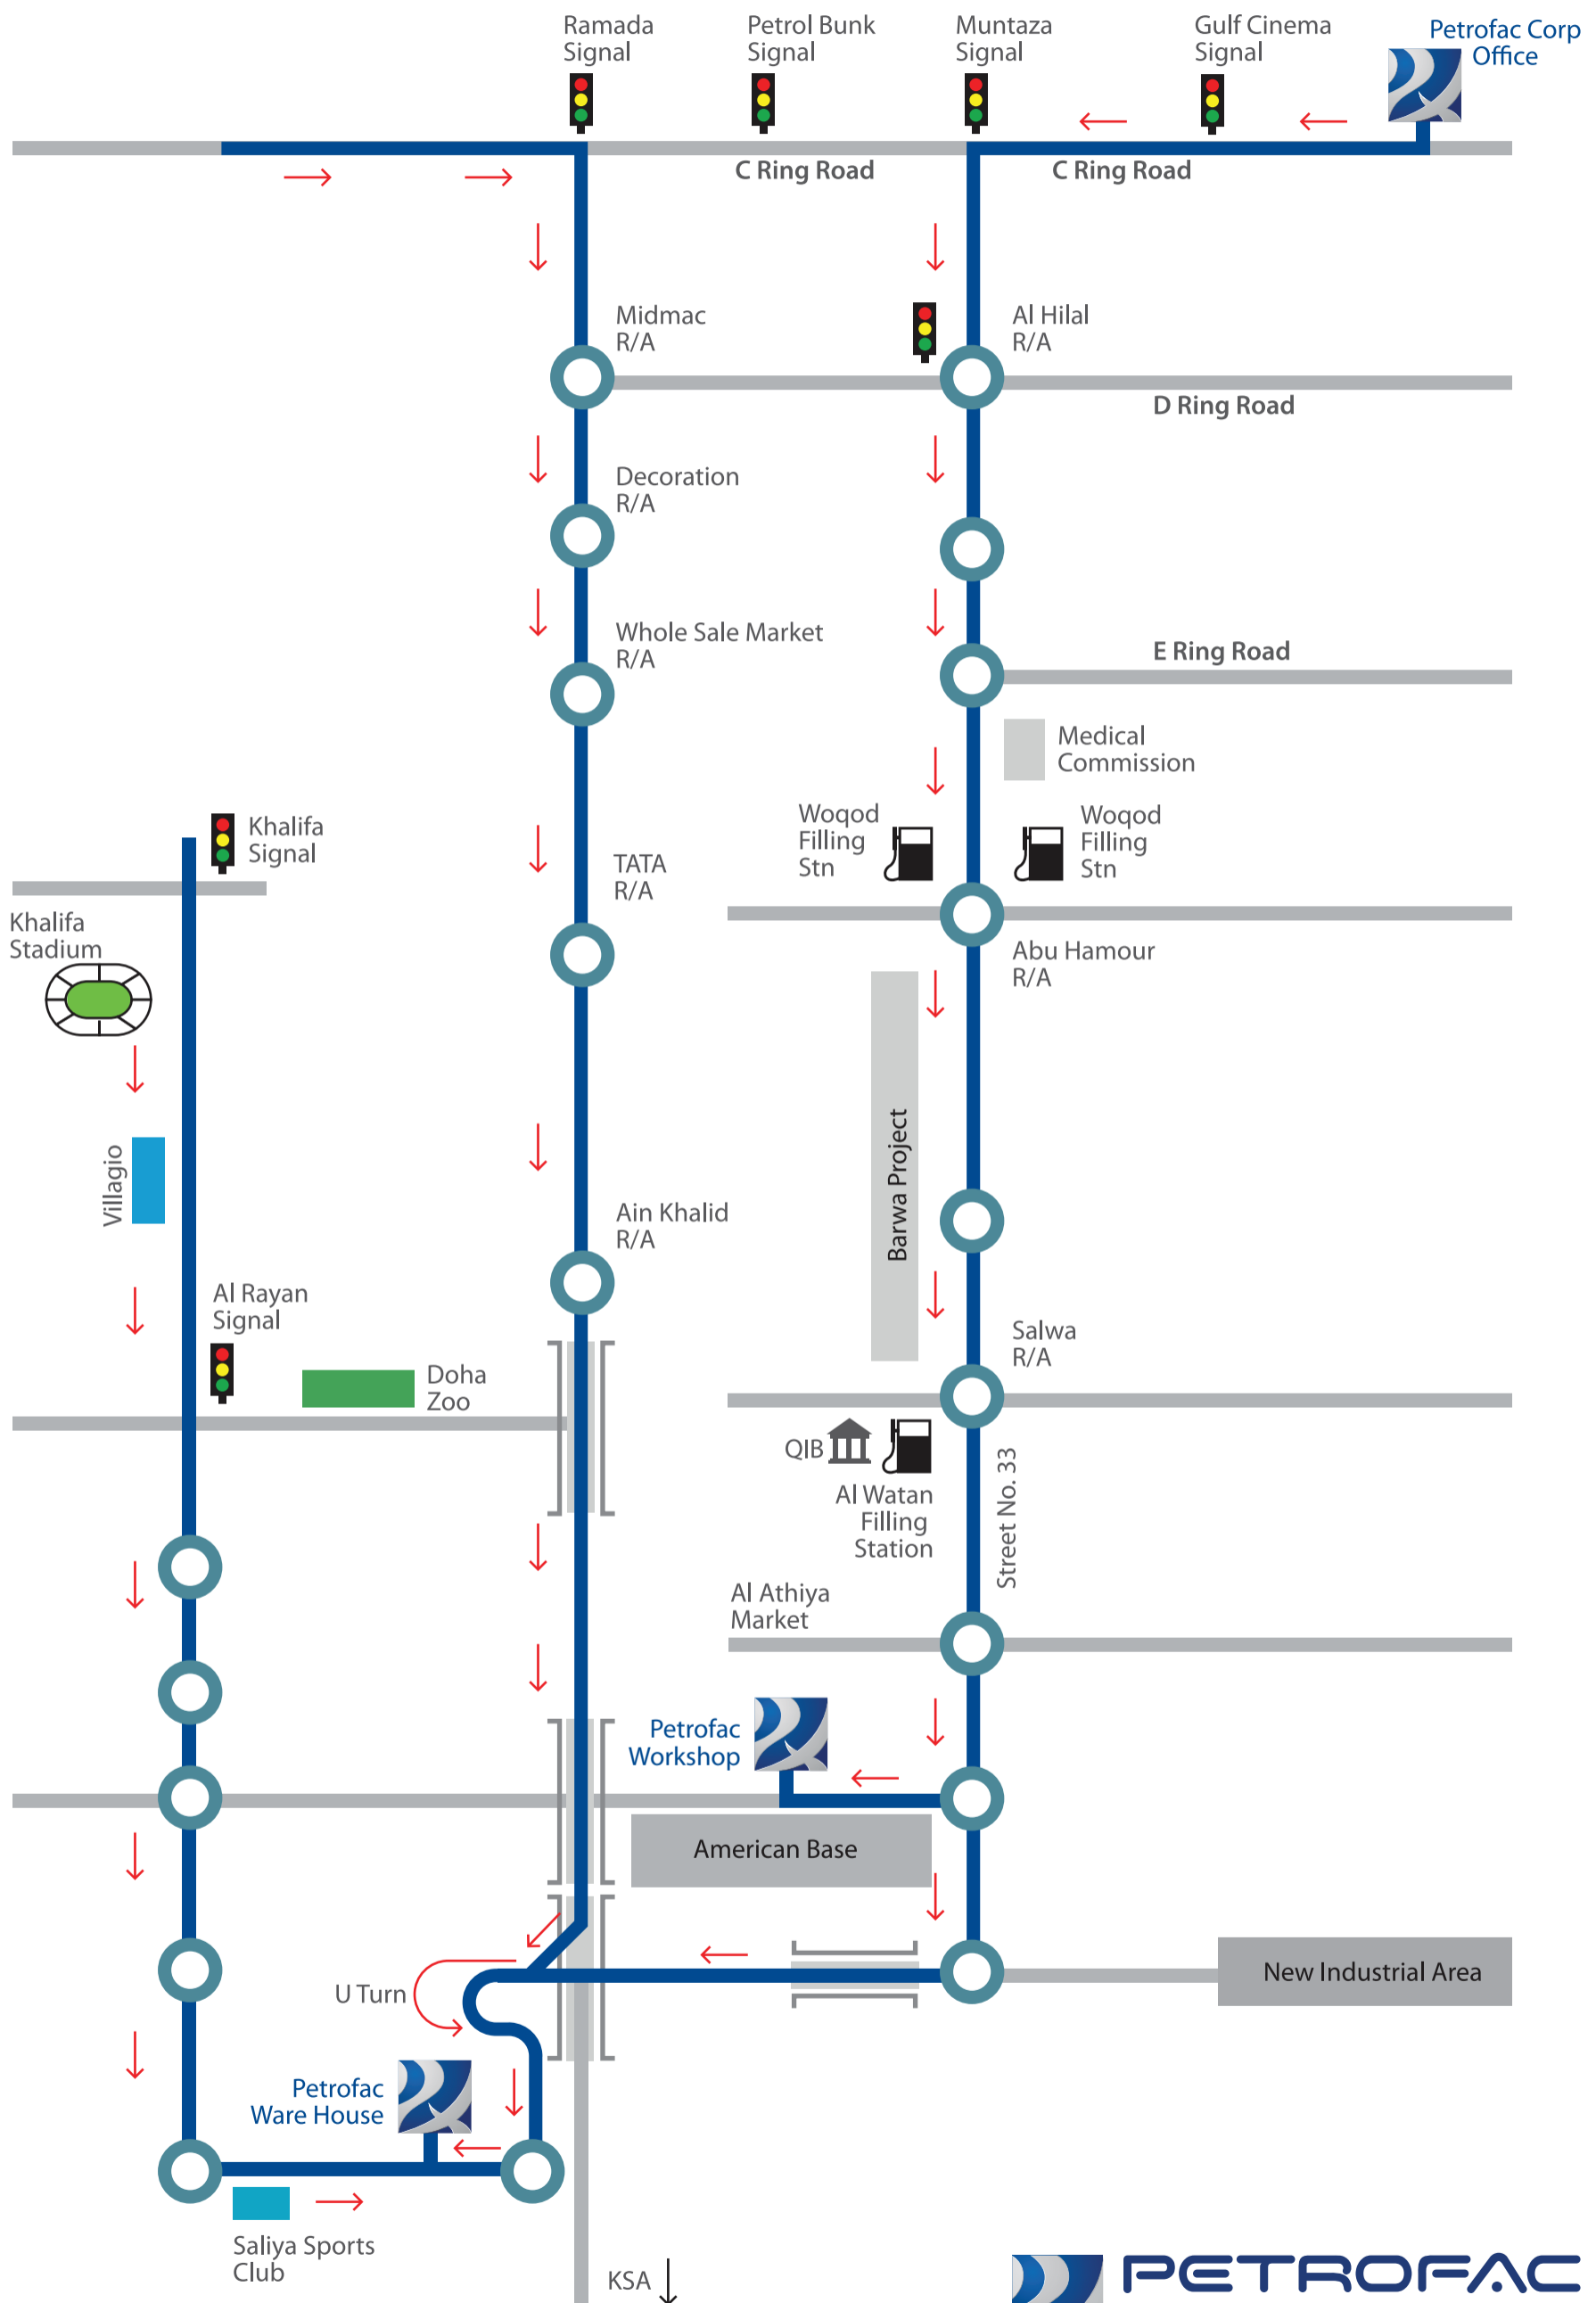 Ramada
Signal
Petrol Bunk
Signal
Muntaza
Signal
Gulf Cinema
Signal
Petrofac Corp
Office
C Ring Road
C Ring Road
Midmac
R/A
Al Hilal
R/A
D Ring Road
Decoration
R/A
Whole Sale Market
R/A
E Ring Road
Medical
Commission
Khalifa
Signal
Woqod
Filling
Stn
Woqod
Filling
Stn
TATA
R/A
Khalifa
Stadium
Abu Hamour
R/A
Villagio
Barwa Project
Ain Khalid
R/A
Al Rayan
Signal
Salwa
R/A
Doha
Zoo
QIB
Al Watan
Filling
Station
Street No. 33
Al Athiya
Market
Petrofac
Workshop
American Base
New Industrial Area
U Turn
Petrofac
Ware House
Saliya Sports
Club
KSA
PETROFAC